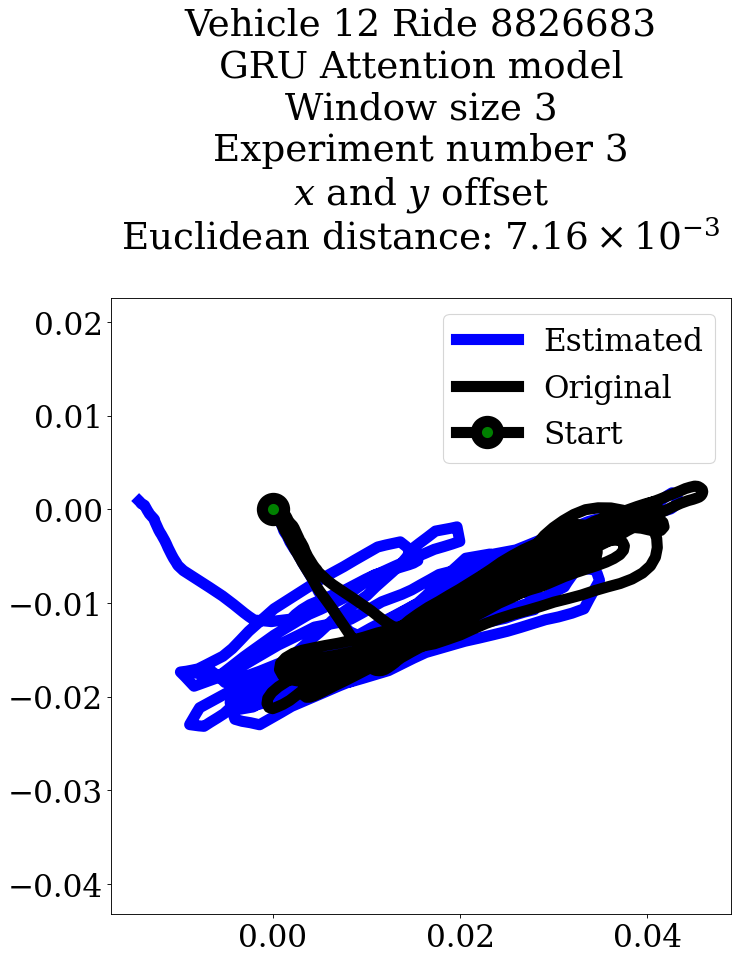 Vehicle 12 Ride 8826683
GRU Attention model
Window size 3
Experiment number 3
x and y offset
Euclidean distance: 7.16 × 10⁻³
Estimated
Original
Start
0.02
0.01
0.00
−0.01
−0.02
−0.03
−0.04
0.00 0.02 0.04